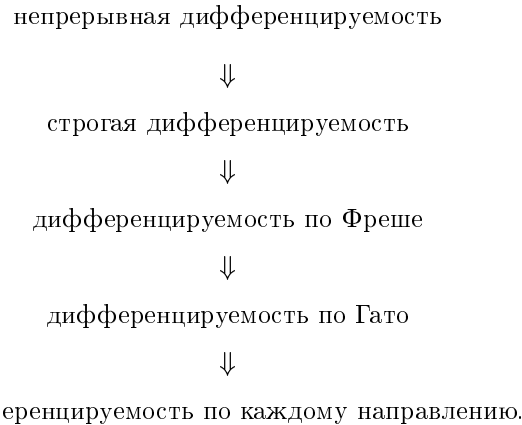 непрерывная дифференцируемость
⇓
строгая дифференцируемость
⇓
дифференцируемость по Фреше
⇓
дифференцируемость по Гато
⇓
еренцируемость по каждому направлению.